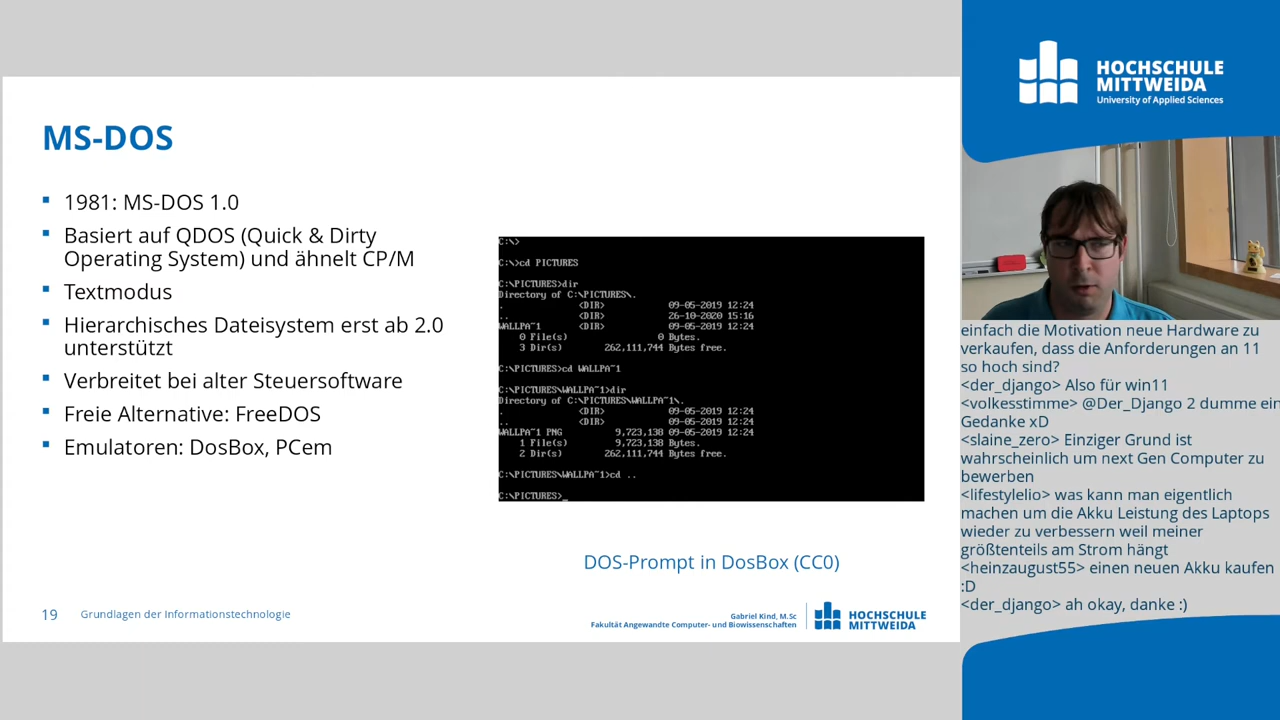 MS-DOS
1981: MS-DOS 1.0
Basiert auf QDOS (Quick & Dirty
Operating System) und ähnelt CP/M
Textmodus
Hierarchisches Dateisystem erst ab 2.0
unterstützt
Verbreitet bei alter Steuersoftware
Freie Alternative: FreeDOS
Emulatoren: DosBox, PCem
C:\>
C:\>cd PICTURES
C:\PICTURES>dir
Directory of C:\PICTURES\.
. <DIR> 09-05-2019 12:24
.. <DIR> 26-10-2020 15:16
WALLPA~1 <DIR> 09-05-2019 12:24
0 File(s) 0 Bytes.
3 Dir(s) 262,111,744 Bytes free.
C:\PICTURES>cd WALLPA~1
C:\PICTURES\WALLPA~1>dir
Directory of C:\PICTURES\WALLPA~1\.
. <DIR> 09-05-2019 12:24
.. <DIR> 09-05-2019 12:24
WALLPA~1 PNG 9,723,138 09-05-2019 12:24
1 File(s) 9,723,138 Bytes.
2 Dir(s) 262,111,744 Bytes free.
C:\PICTURES\WALLPA~1>cd ..
C:\PICTURES>_
DOS-Prompt in DosBox (CC0)
19 Grundlagen der Informationstechnologie
Gabriel Kind, M.Sc
Fakultät Angewandte Computer- und Biowissenschaften
HOCHSCHULE
MITTWEIDA
HOCHSCHULE
MITTWEIDA
University of Applied Sciences
einfach die Motivation neue Hardware zu
verkaufen, dass die Anforderungen an 11
so hoch sind?
<der_django> Also für win11
<volkesstimme> @Der_Django 2 dumme ein
Gedanke xD
<slaine_zero> Einziger Grund ist
wahrscheinlich um next Gen Computer zu
bewerben
<lifestylelio> was kann man eigentlich
machen um die Akku Leistung des Laptops
wieder zu verbessern weil meiner
größtenteils am Strom hängt
<heinzaugust55> einen neuen Akku kaufen
:D
<der_django> ah okay, danke :)